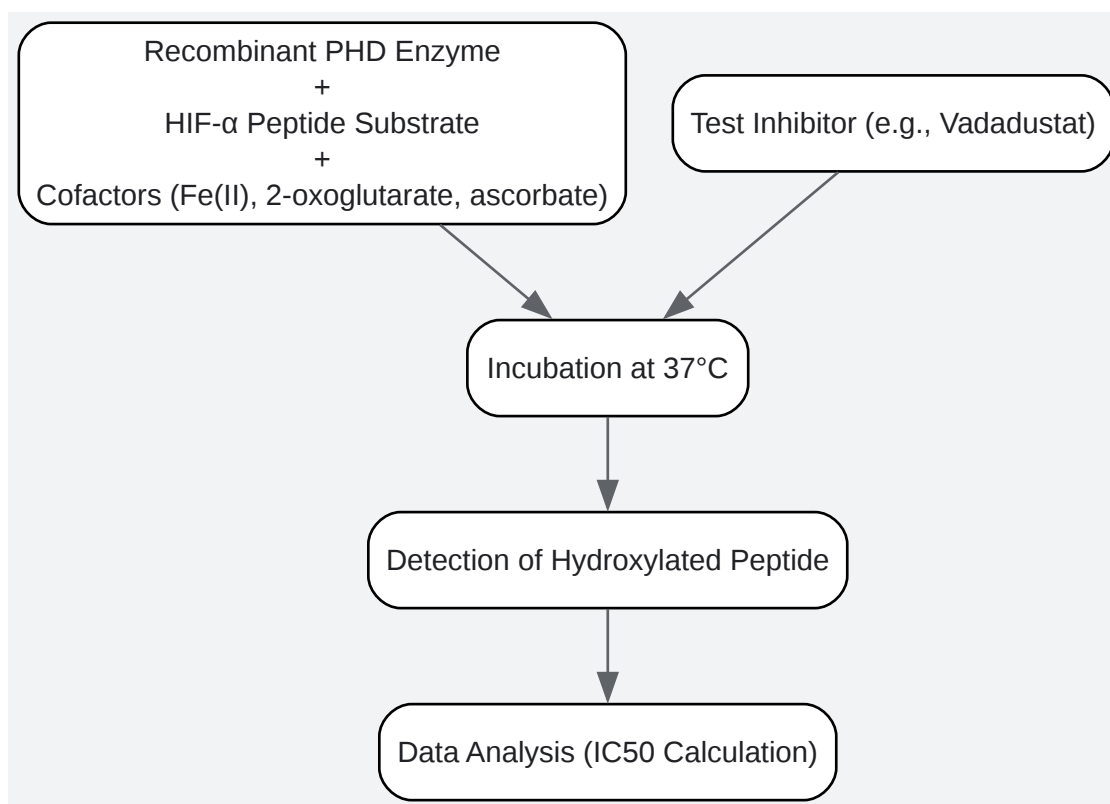 Recombinant PHD Enzyme
+
HIF-α Peptide Substrate
+
Cofactors (Fe(II), 2-oxoglutarate, ascorbate)
Test Inhibitor (e.g., Vadadustat)
Incubation at 37°C
Detection of Hydroxylated Peptide
Data Analysis (IC50 Calculation)